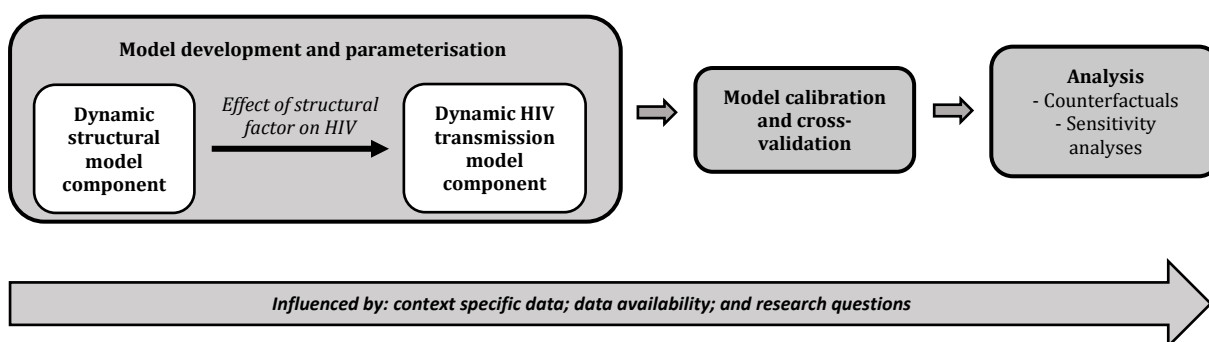 Model development and parameterisation
Dynamic
structural
model
component
Effect of structural
factor on HIV
Dynamic HIV
transmission
model
component
Model calibration
and cross-
validation
Analysis
- Counterfactuals
- Sensitivity
analyses
Influenced by: context specific data; data availability; and research questions